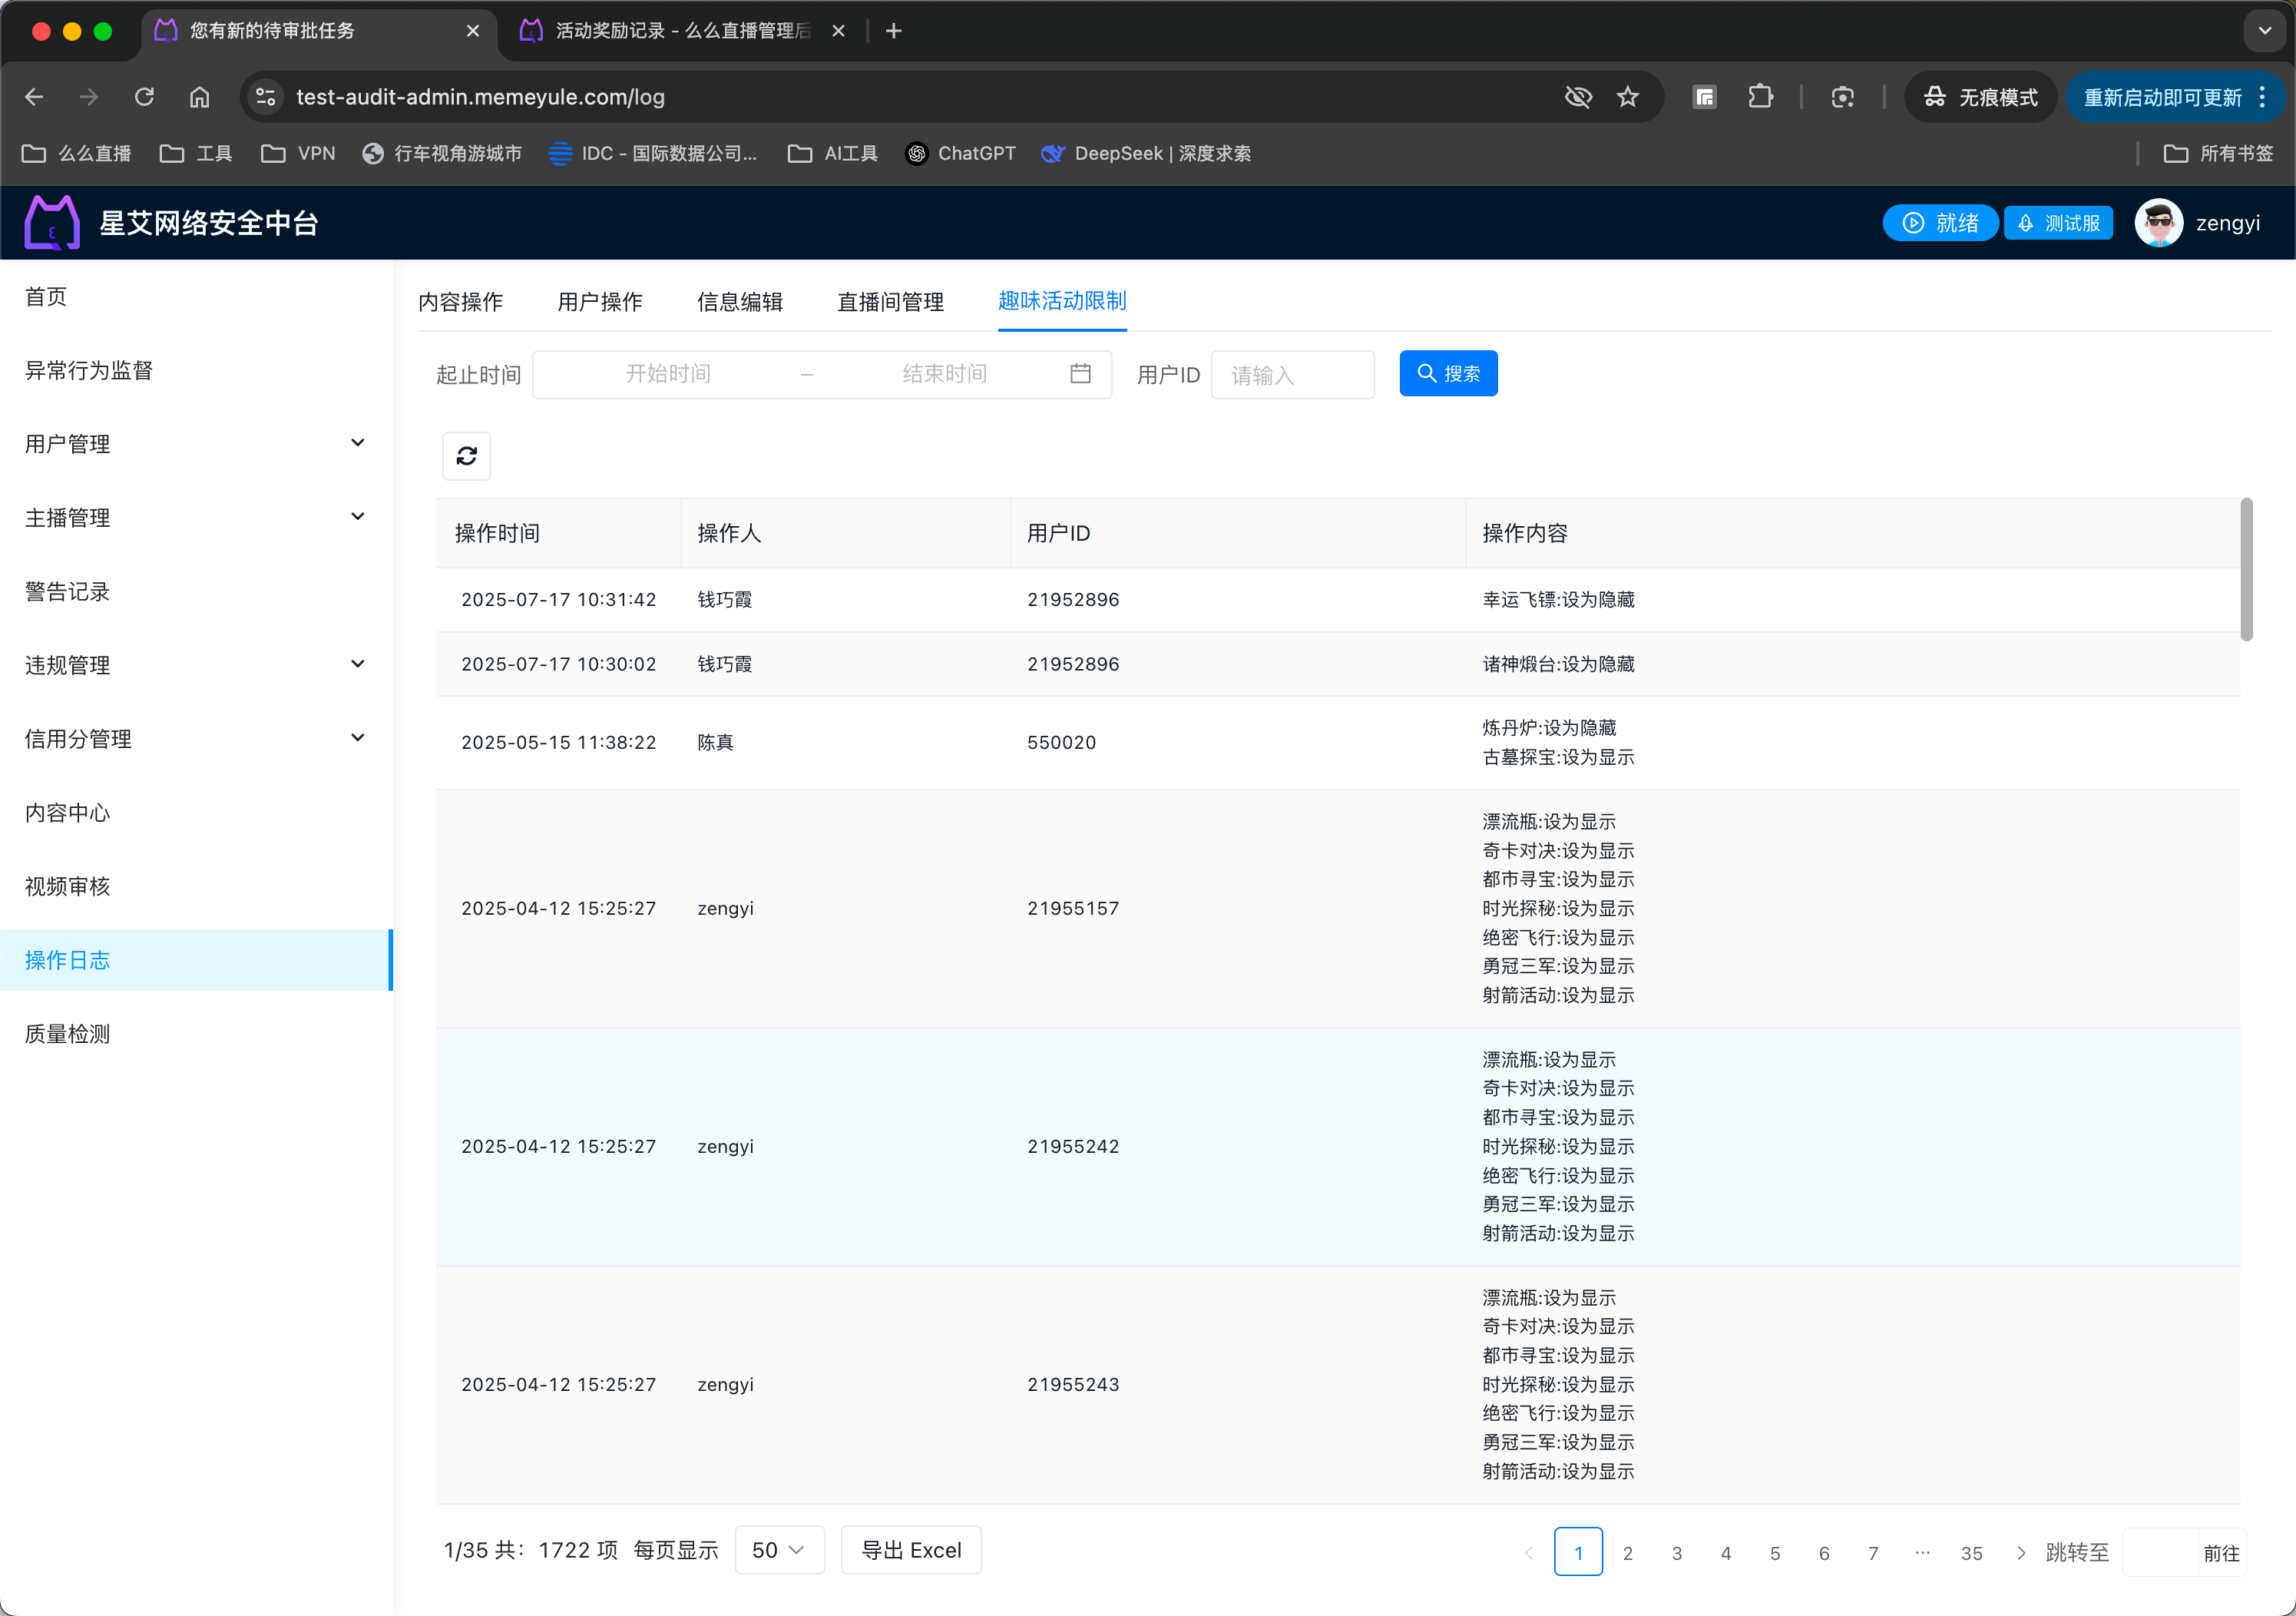 您有新的待审批任务
活动奖励记录 - 么么直播管理后
test-audit-admin.memeyule.com/log
无痕模式
重新启动即可更新
么么直播
工具
VPN
行车视角游城市
IDC - 国际数据公司...
AI工具
ChatGPT
DeepSeek | 深度求索
所有书签
星艾网络安全中台
就绪
测试服
zengyi
首页
异常行为监督
用户管理
主播管理
警告记录
违规管理
信用分管理
内容中心
视频审核
操作日志
质量检测
内容操作 用户操作 信息编辑 直播间管理 趣味活动限制
起止时间 开始时间 – 结束时间 用户ID 请输入 搜索
操作时间 操作人 用户ID 操作内容
2025-07-17 10:31:42 钱巧霞 21952896 幸运飞镖:设为隐藏
2025-07-17 10:30:02 钱巧霞 21952896 诸神煅台:设为隐藏
2025-05-15 11:38:22 陈真 550020
炼丹炉:设为隐藏
古墓探宝:设为显示
2025-04-12 15:25:27 zengyi 21955157
漂流瓶:设为显示
奇卡对决:设为显示
都市寻宝:设为显示
时光探秘:设为显示
绝密飞行:设为显示
勇冠三军:设为显示
射箭活动:设为显示
2025-04-12 15:25:27 zengyi 21955242
漂流瓶:设为显示
奇卡对决:设为显示
都市寻宝:设为显示
时光探秘:设为显示
绝密飞行:设为显示
勇冠三军:设为显示
射箭活动:设为显示
2025-04-12 15:25:27 zengyi 21955243
漂流瓶:设为显示
奇卡对决:设为显示
都市寻宝:设为显示
时光探秘:设为显示
绝密飞行:设为显示
勇冠三军:设为显示
射箭活动:设为显示
1/35 共： 1722 项 每页显示 50 导出 Excel
1 2 3 4 5 6 7 ··· 35 跳转至 前往